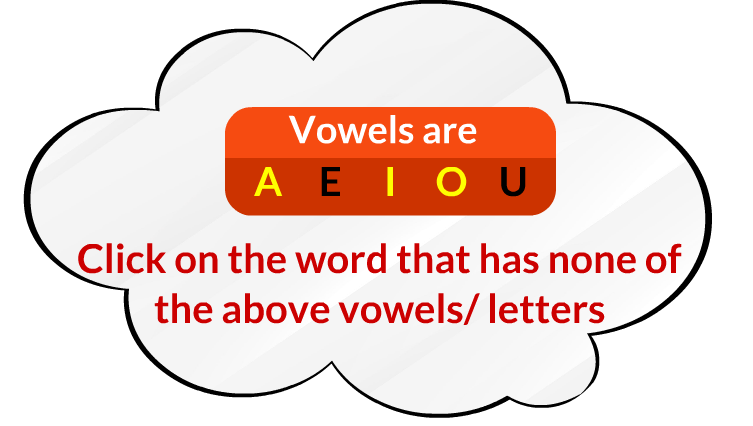 Vowels are
A E I O U
Click on the word that has none of
the above vowels/ letters